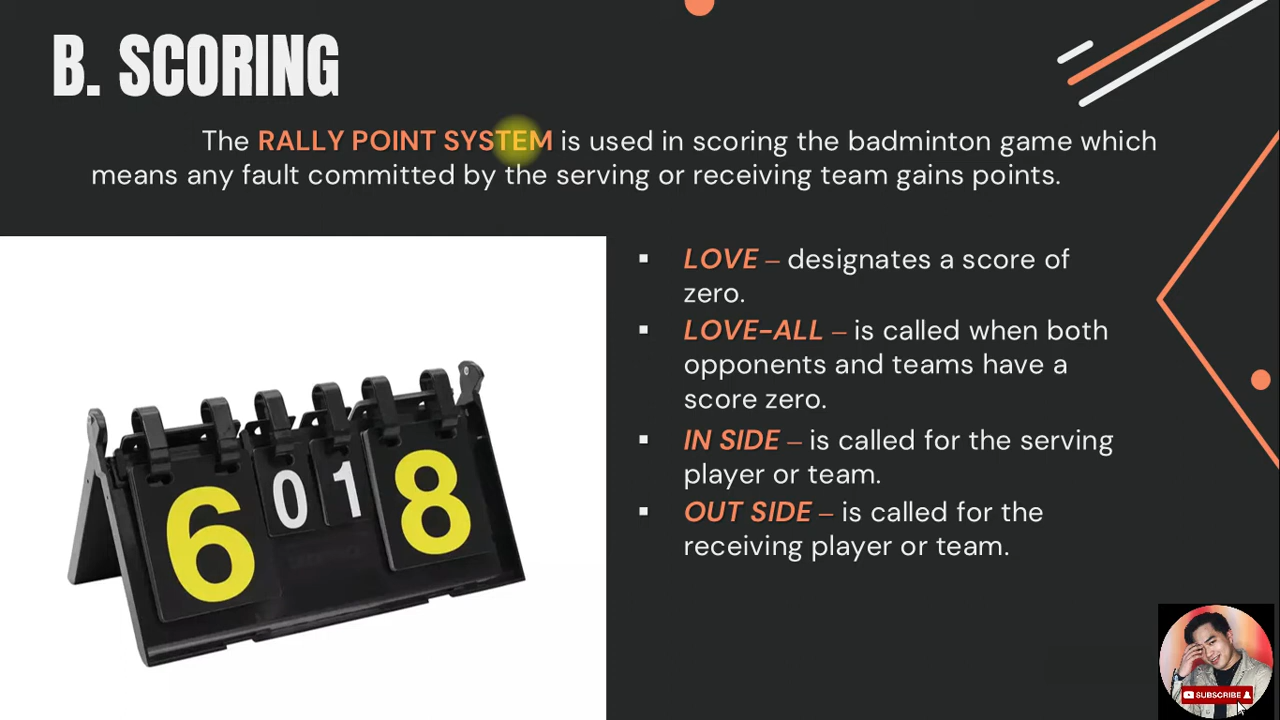 B. SCORING
The RALLY POINT SYSTEM is used in scoring the badminton game which
means any fault committed by the serving or receiving team gains points.
▪ LOVE – designates a score of
zero.
▪ LOVE-ALL – is called when both
opponents and teams have a
score zero.
▪ IN SIDE – is called for the serving
player or team.
▪ OUT SIDE – is called for the
receiving player or team.
6 0 1 8
SUBSCRIBE